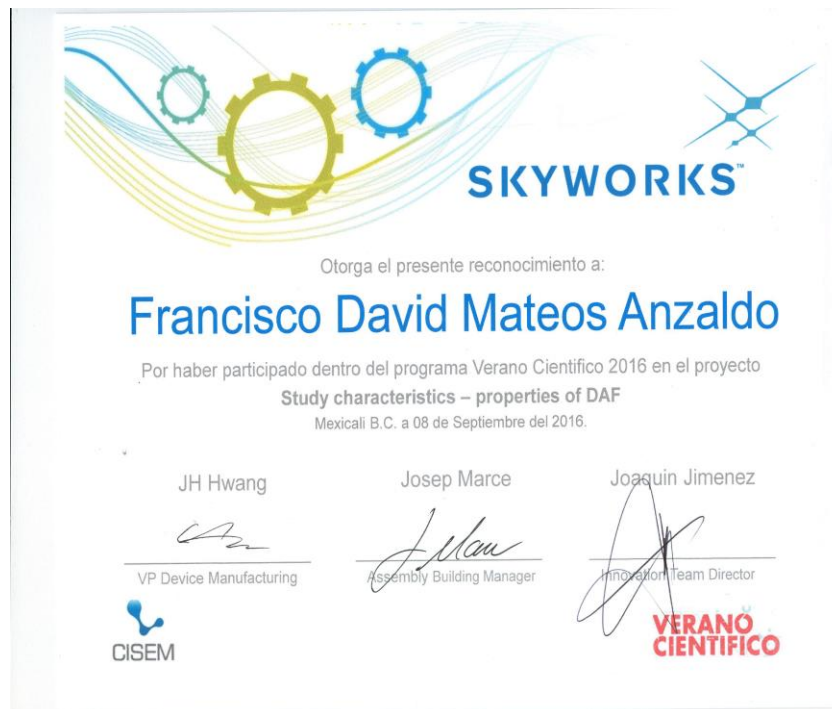 SKYWORKS™
Otorga el presente reconocimiento a:
Francisco David Mateos Anzaldo
Por haber participado dentro del programa Verano Cientifico 2016 en el proyecto
Study characteristics – properties of DAF
Mexicali B.C. a 08 de Septiembre del 2016.
JH Hwang
Josep Marce
Joaquin Jimenez
VP Device Manufacturing
Assembly Building Manager
Innovation Team Director
CISEM
VERANO
CIENTIFICO